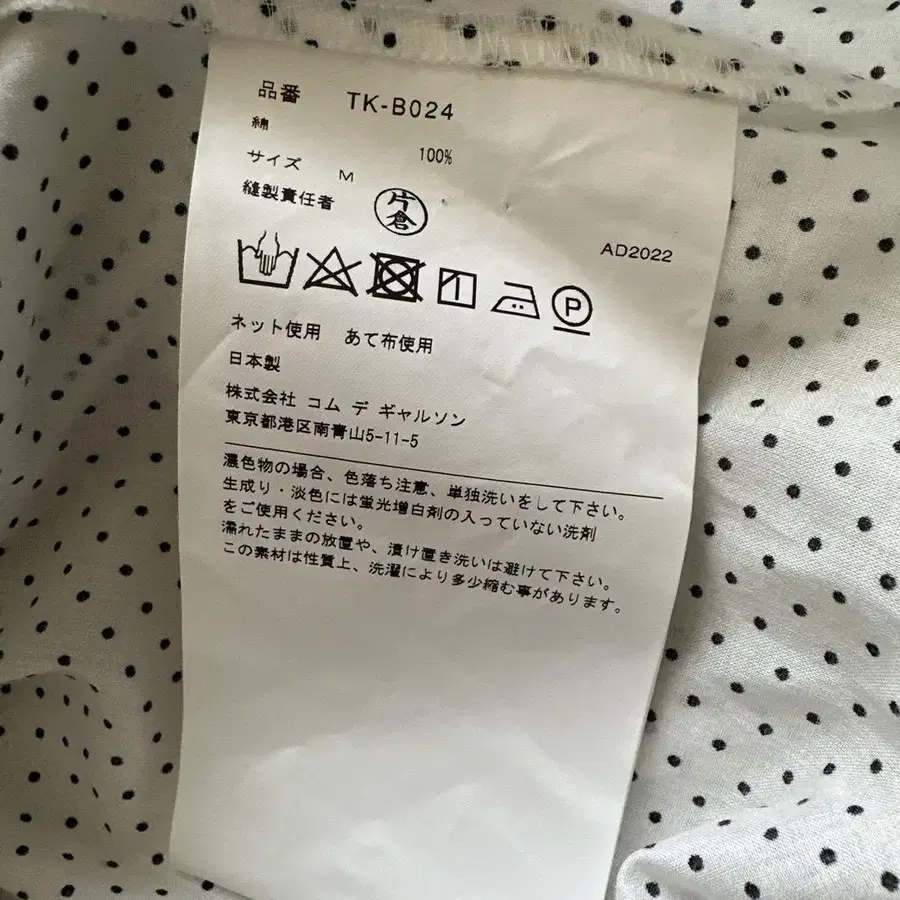 品番 TK-B024
綿 100%
サイズ M
縫製責任者 片倉
AD2022
P
ネット使用 あて布使用
日本製
株式会社 コム デ ギャルソン
東京都港区南青山5-11-5
濃色物の場合、色落ち注意、単独洗いをして下さい。
生成り・淡色には蛍光増白剤の入っていない洗剤
をご使用ください。
濡れたままの放置や、漬け置き洗いは避けて下さい。
この素材は性質上、洗濯により多少縮む事があります。